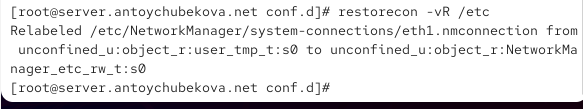 [root@server.antoychubekova.net conf.d]# restorecon -vR /etc
Relabeled /etc/NetworkManager/system-connections/eth1.nmconnection from
 unconfined_u:object_r:user_tmp_t:s0 to unconfined_u:object_r:NetworkMa
nager_etc_rw_t:s0
[root@server.antoychubekova.net conf.d]#